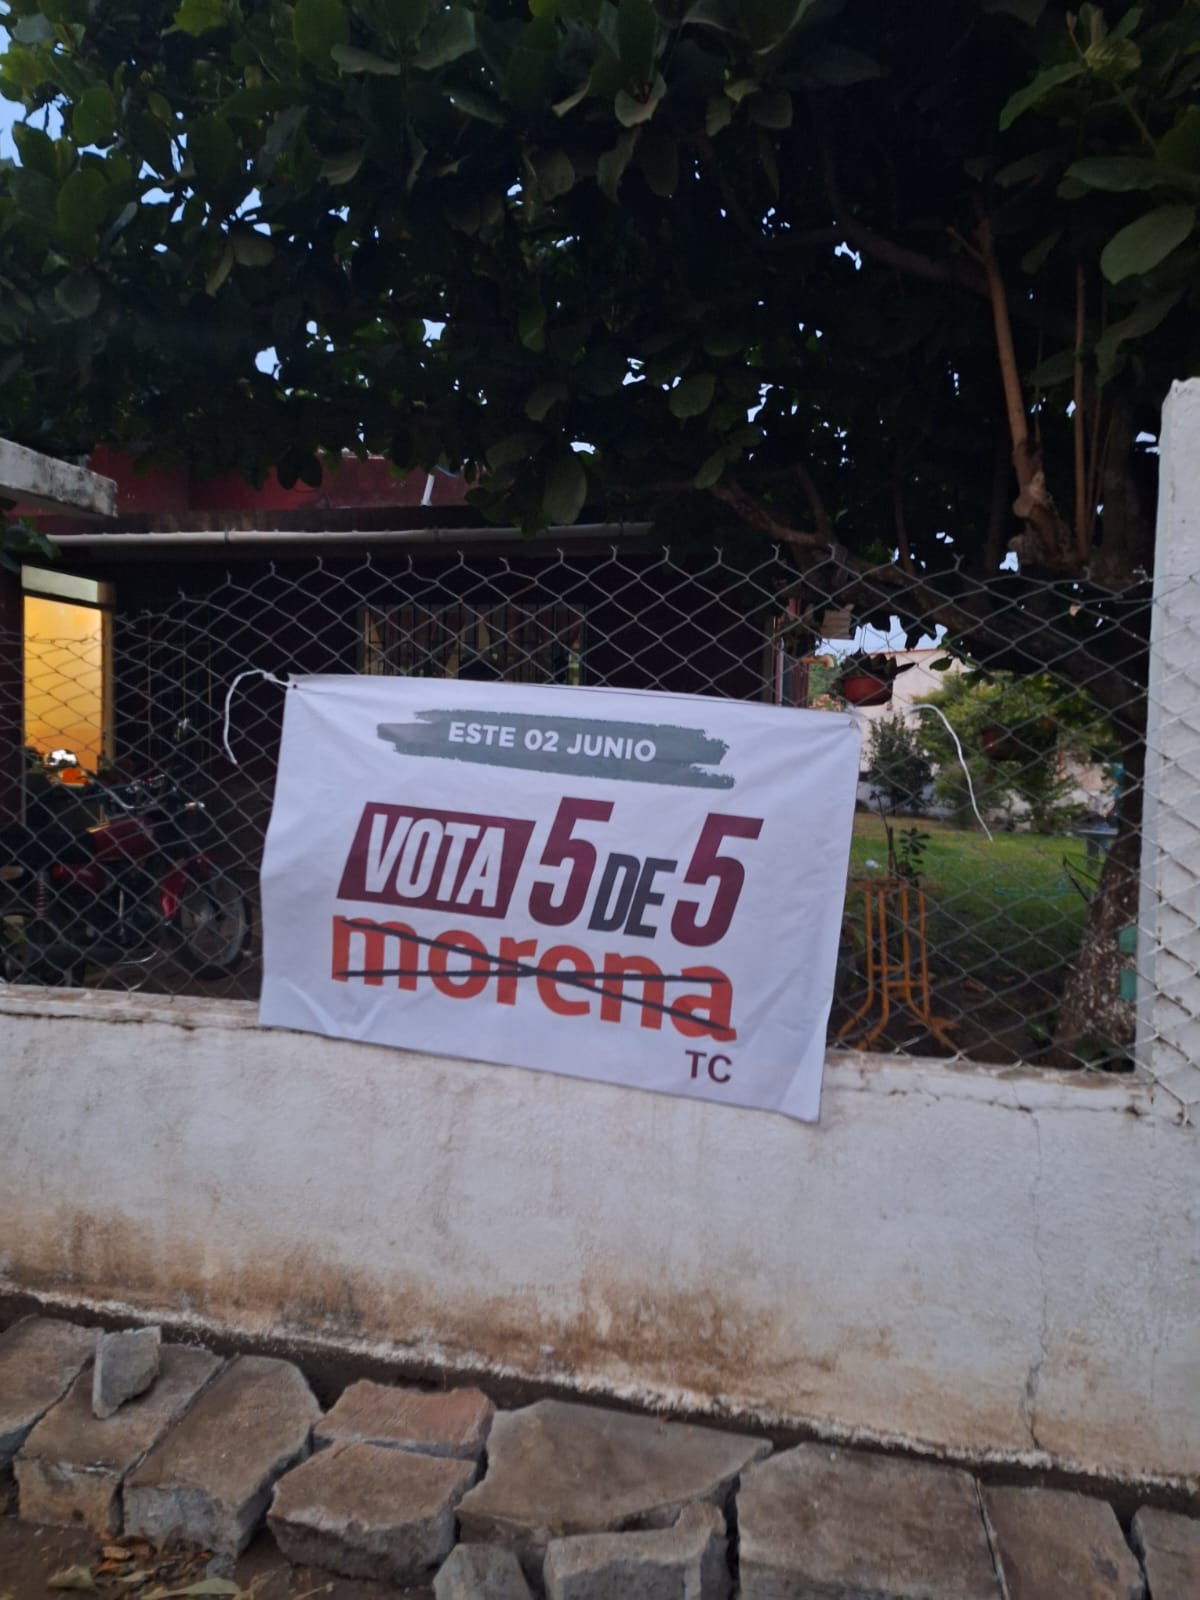 ESTE 02 JUNIO
VOTA 5 DE 5
morena
TC